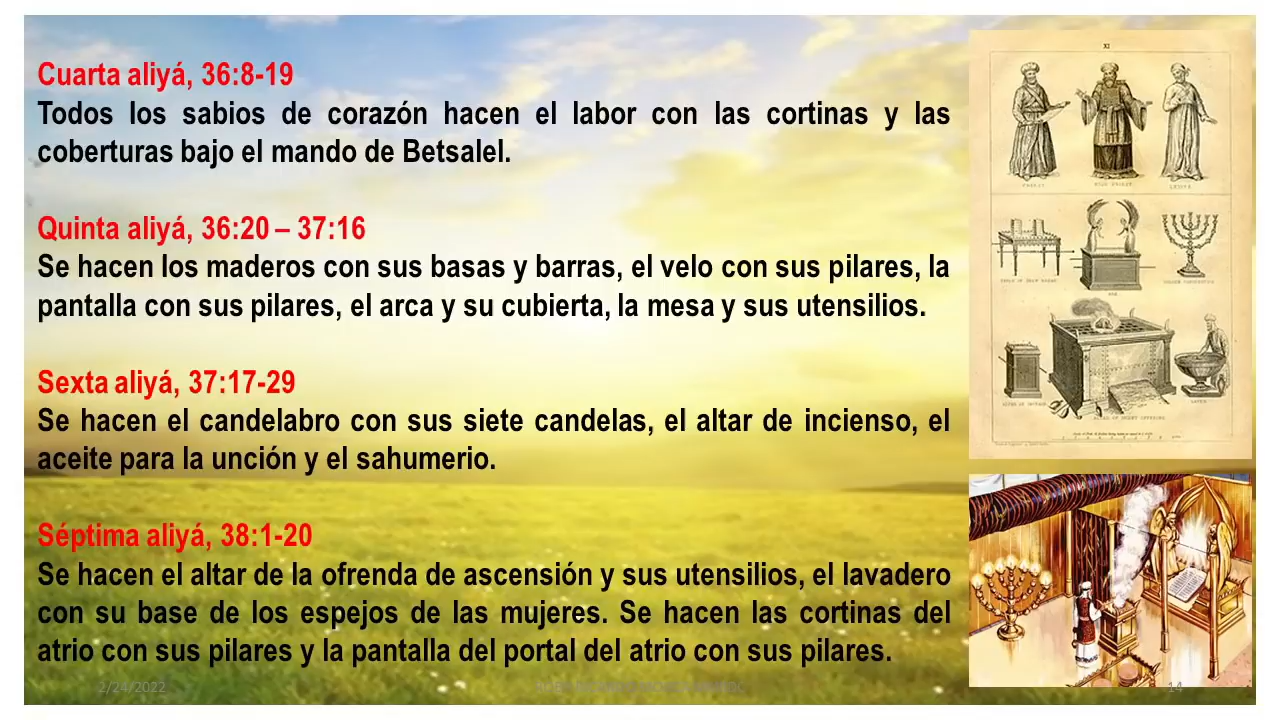 Cuarta aliyá, 36:8-19
Todos los sabios de corazón hacen el labor con las cortinas y las
coberturas bajo el mando de Betsalel.
Quinta aliyá, 36:20 – 37:16
Se hacen los maderos con sus basas y barras, el velo con sus pilares, la
pantalla con sus pilares, el arca y su cubierta, la mesa y sus utensilios.
Sexta aliyá, 37:17-29
Se hacen el candelabro con sus siete candelas, el altar de incienso, el
aceite para la unción y el sahumerio.
Séptima aliyá, 38:1-20
Se hacen el altar de la ofrenda de ascensión y sus utensilios, el lavadero
con su base de los espejos de las mujeres. Se hacen las cortinas del
atrio con sus pilares y la pantalla del portal del atrio con sus pilares.
XI
HIGH PRIEST
2/24/2022
14